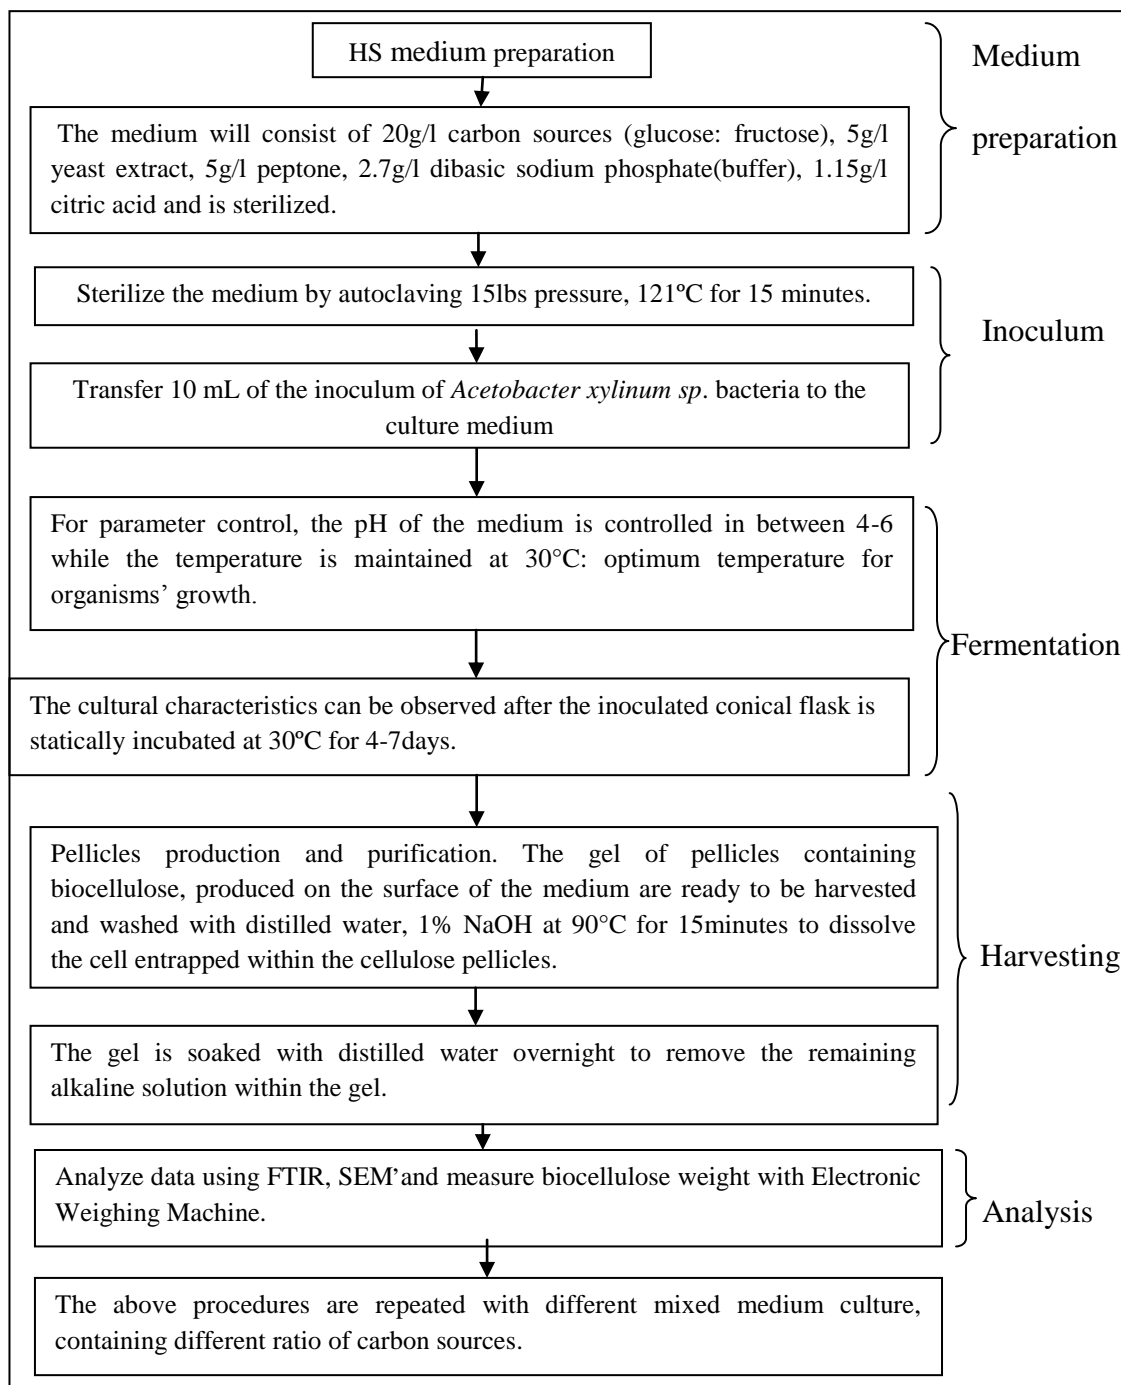 HS medium preparation
Medium
preparation
The medium will consist of 20g/l carbon sources (glucose: fructose), 5g/l
yeast extract, 5g/l peptone, 2.7g/l dibasic sodium phosphate(buffer), 1.15g/l
citric acid and is sterilized.
Sterilize the medium by autoclaving 15lbs pressure, 121ºC for 15 minutes.
Inoculum
Transfer 10 mL of the inoculum of Acetobacter xylinum sp. bacteria to the
culture medium
For parameter control, the pH of the medium is controlled in between 4-6
while the temperature is maintained at 30°C: optimum temperature for
organisms’ growth.
Fermentation
The cultural characteristics can be observed after the inoculated conical flask is
statically incubated at 30ºC for 4-7days.
Pellicles production and purification. The gel of pellicles containing
biocellulose, produced on the surface of the medium are ready to be harvested
and washed with distilled water, 1% NaOH at 90°C for 15minutes to dissolve
the cell entrapped within the cellulose pellicles.
Harvesting
The gel is soaked with distilled water overnight to remove the remaining
alkaline solution within the gel.
Analyze data using FTIR, SEM’and measure biocellulose weight with Electronic
Weighing Machine.
Analysis
The above procedures are repeated with different mixed medium culture,
containing different ratio of carbon sources.